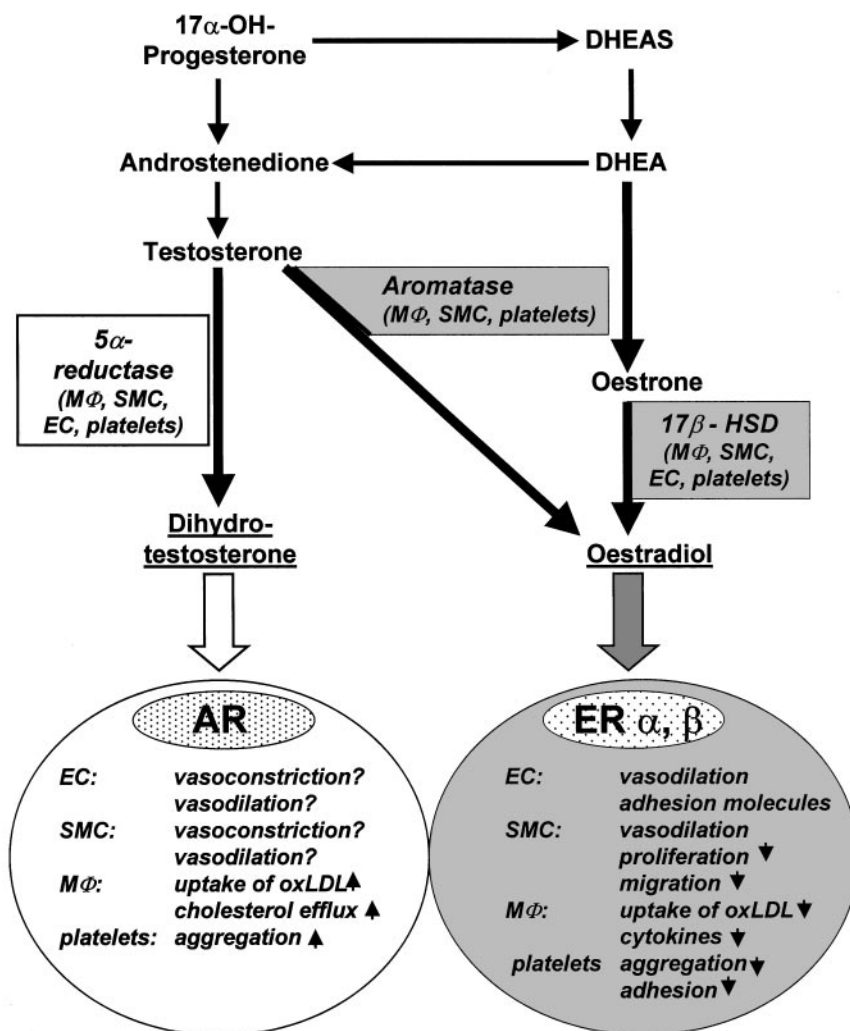 17α-OH-
Progesterone
DHEAS
Androstenedione
DHEA
Testosterone
Aromatase
(MΦ, SMC, platelets)
5α-
reductase
(MΦ, SMC,
EC, platelets)
Oestrone
17β - HSD
(MΦ, SMC,
EC, platelets)
Dihydro-
testosterone
Oestradiol
AR
EC: vasoconstriction?
vasodilation?
SMC: vasoconstriction?
vasodilation?
MΦ: uptake of oxLDL
cholesterol efflux
platelets: aggregation
ER α, β
EC: vasodilation
adhesion molecules
SMC: vasodilation
proliferation
migration
MΦ: uptake of oxLDL
cytokines
platelets aggregation
adhesion